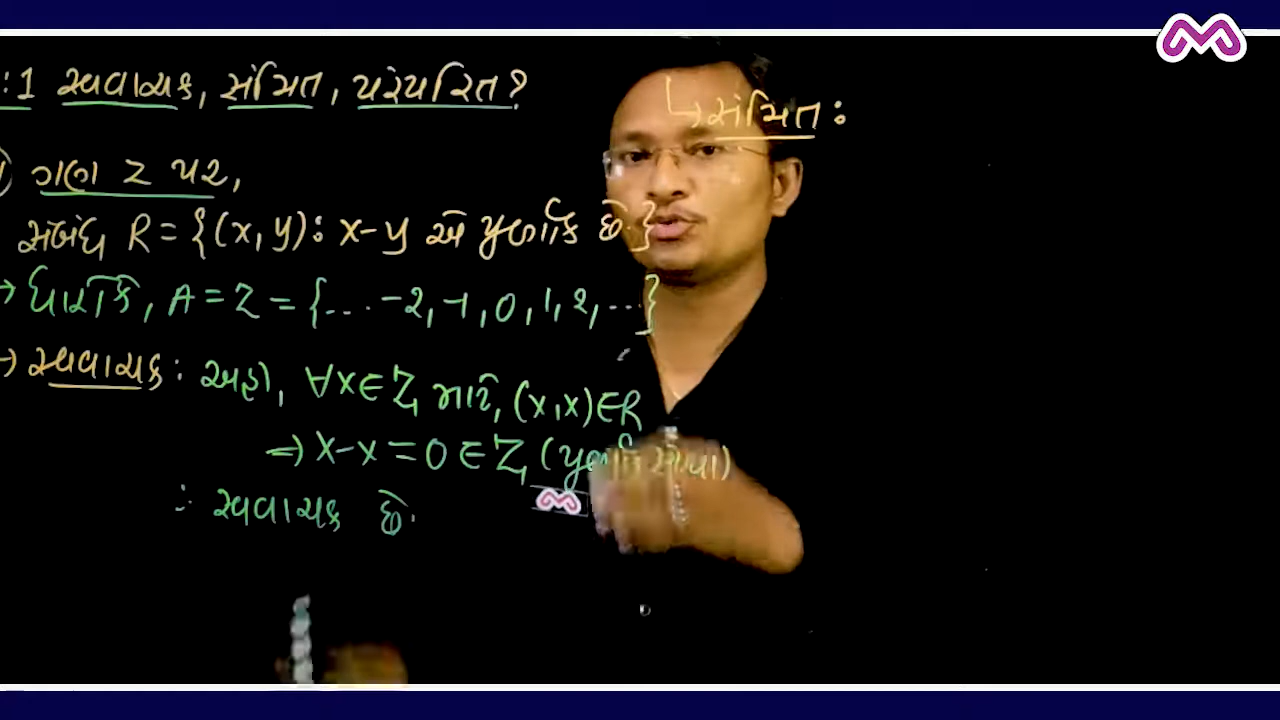 :1 સ્વવાચક, સંમિત, પરંપરિત?
↳ સંમિત :
ગણ Z પર,
સંબંધ R = {(x, y): x-y એ પુર્ણાંક છે.}
→ ધારોકે, A = Z = {... -2, -1, 0, 1, 2, ...}
→ સ્વવાચક : અહીં, ∀x∈Z માટે, (x,x)∈R
⇒ x-x = 0 ∈ Z, (પુર્ણાંક સંખ્યા)
∴ સ્વવાચક છે.